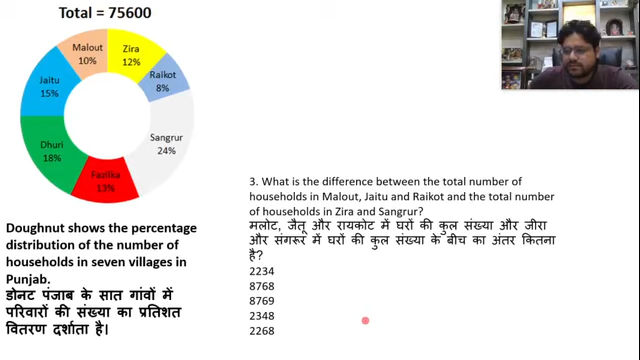 Total = 75600
Malout
10%
Zira
12%
Raikot
8%
Jaitu
15%
Sangrur
24%
Dhuri
18%
Fazilka
13%
Doughnut shows the percentage
distribution of the number of
households in seven villages in
Punjab.
डोनट पंजाब के सात गांवों में
परिवारों की संख्या का प्रतिशत
वितरण दर्शाता है।
3. What is the difference between the total number of
households in Malout, Jaitu and Raikot and the total number
of households in Zira and Sangrur?
मलोट, जैतू और रायकोट में घरों की कुल संख्या और जीरा
और संगरूर में घरों की कुल संख्या के बीच का अंतर कितना
है?
2234
8768
8769
2348
2268